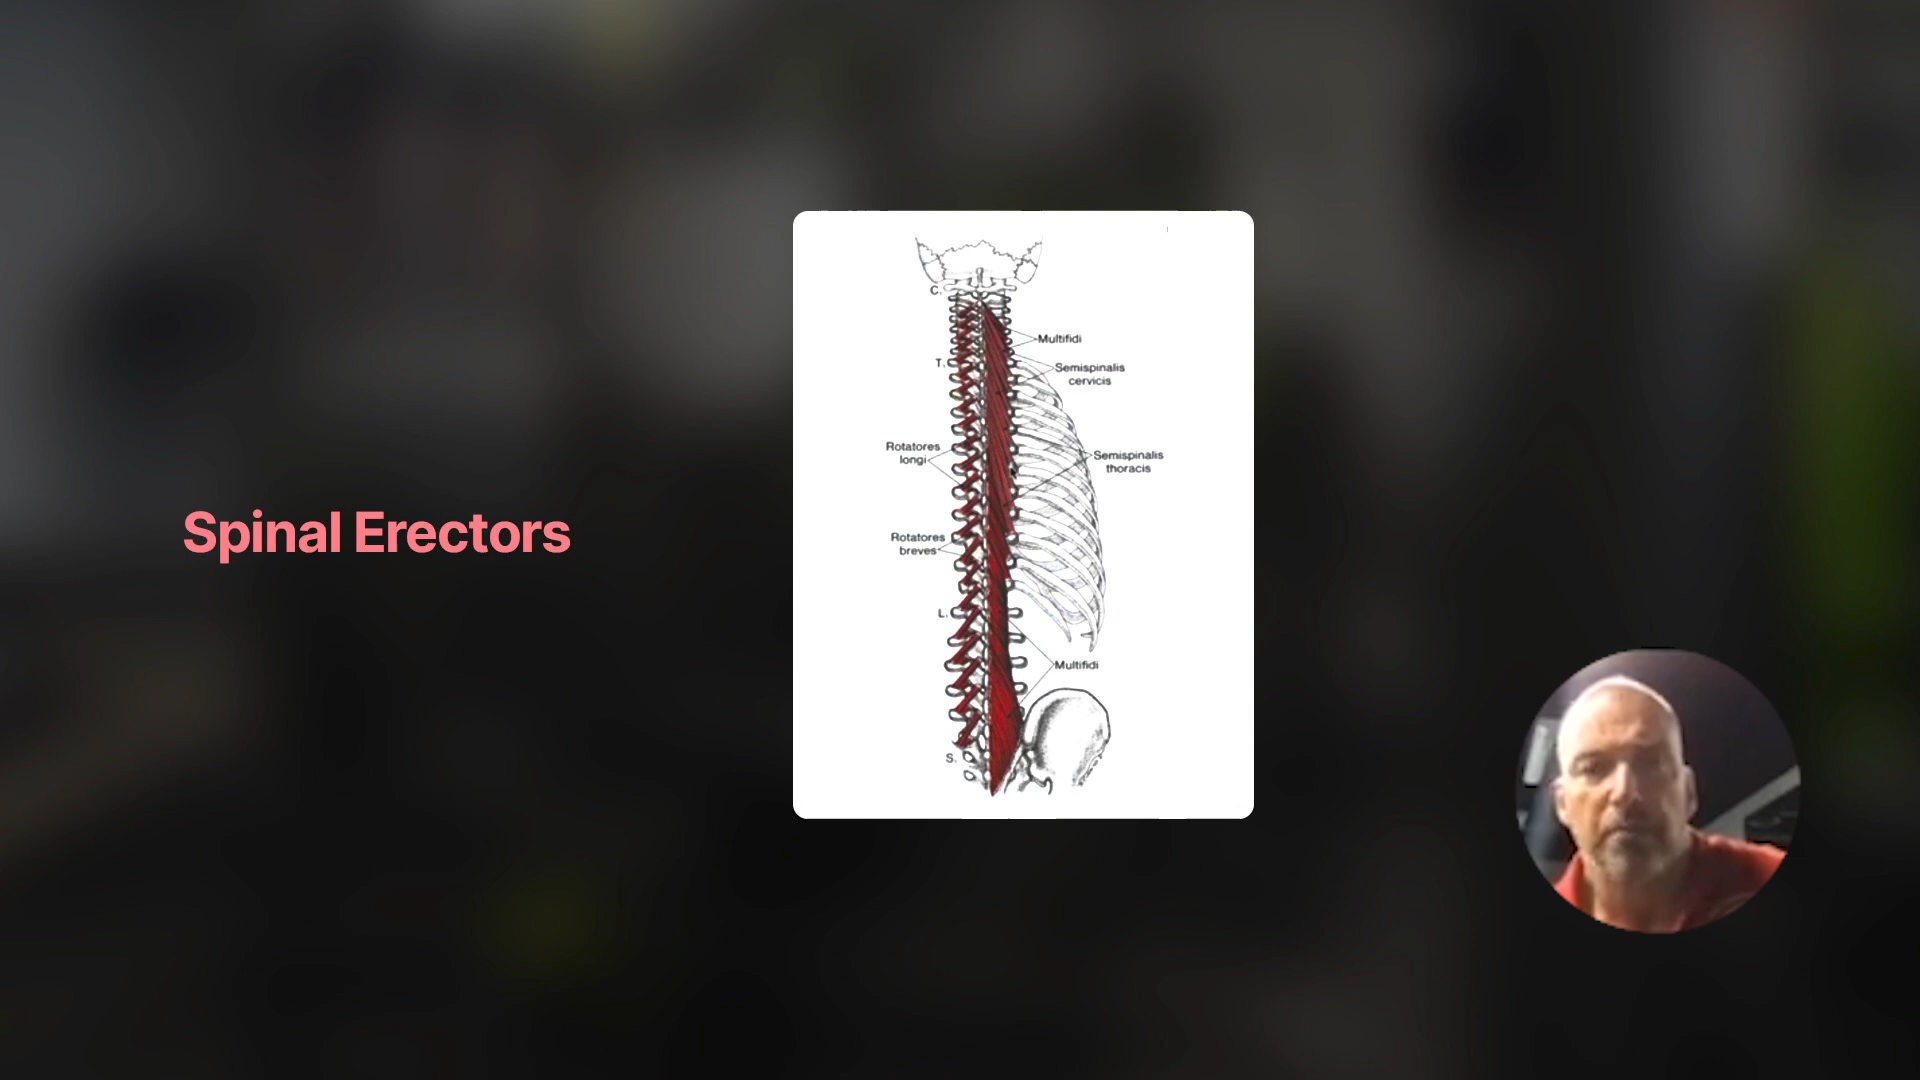 Spinal Erectors
C.
Multifidi
T.
Semispinalis
cervicis
Rotatores
longi
Semispinalis
thoracis
Rotatores
breves
L.
Multifidi
S.